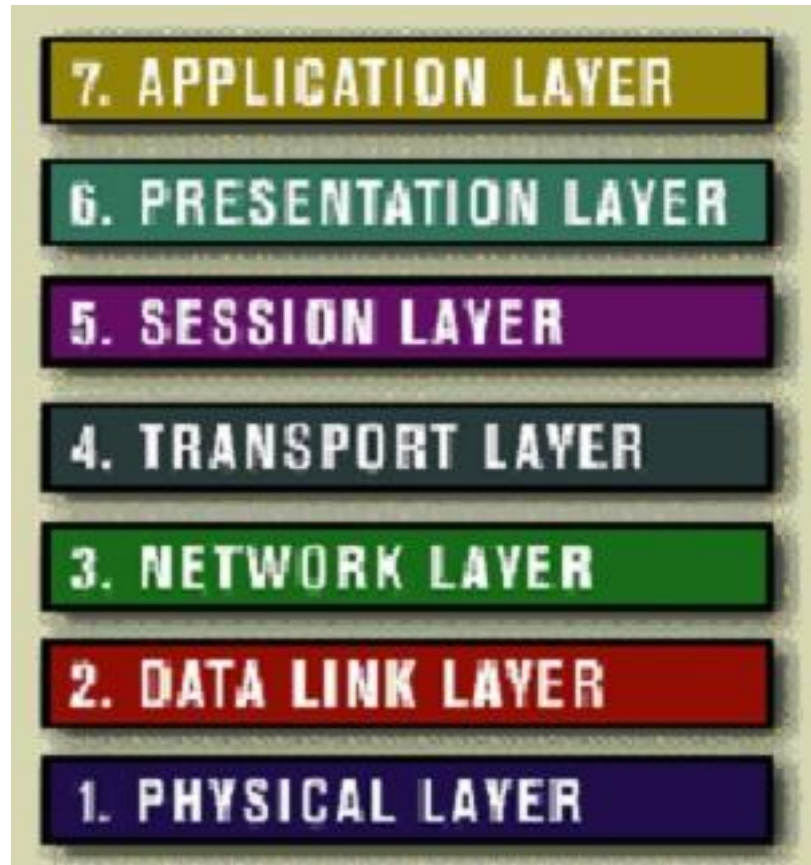 7. APPLICATION LAYER
6. PRESENTATION LAYER
5. SESSION LAYER
4. TRANSPORT LAYER
3. NETWORK LAYER
2. DATA LINK LAYER
1. PHYSICAL LAYER